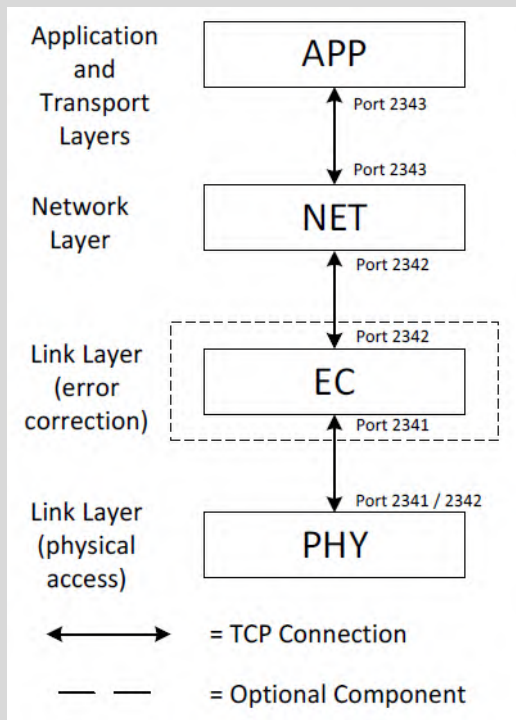 Application
and
Transport
Layers
APP
Port 2343
Port 2343
Network
Layer
NET
Port 2342
Port 2342
Link Layer
(error
correction)
EC
Port 2341
Port 2341 / 2342
Link Layer
(physical
access)
PHY
= TCP Connection
= Optional Component